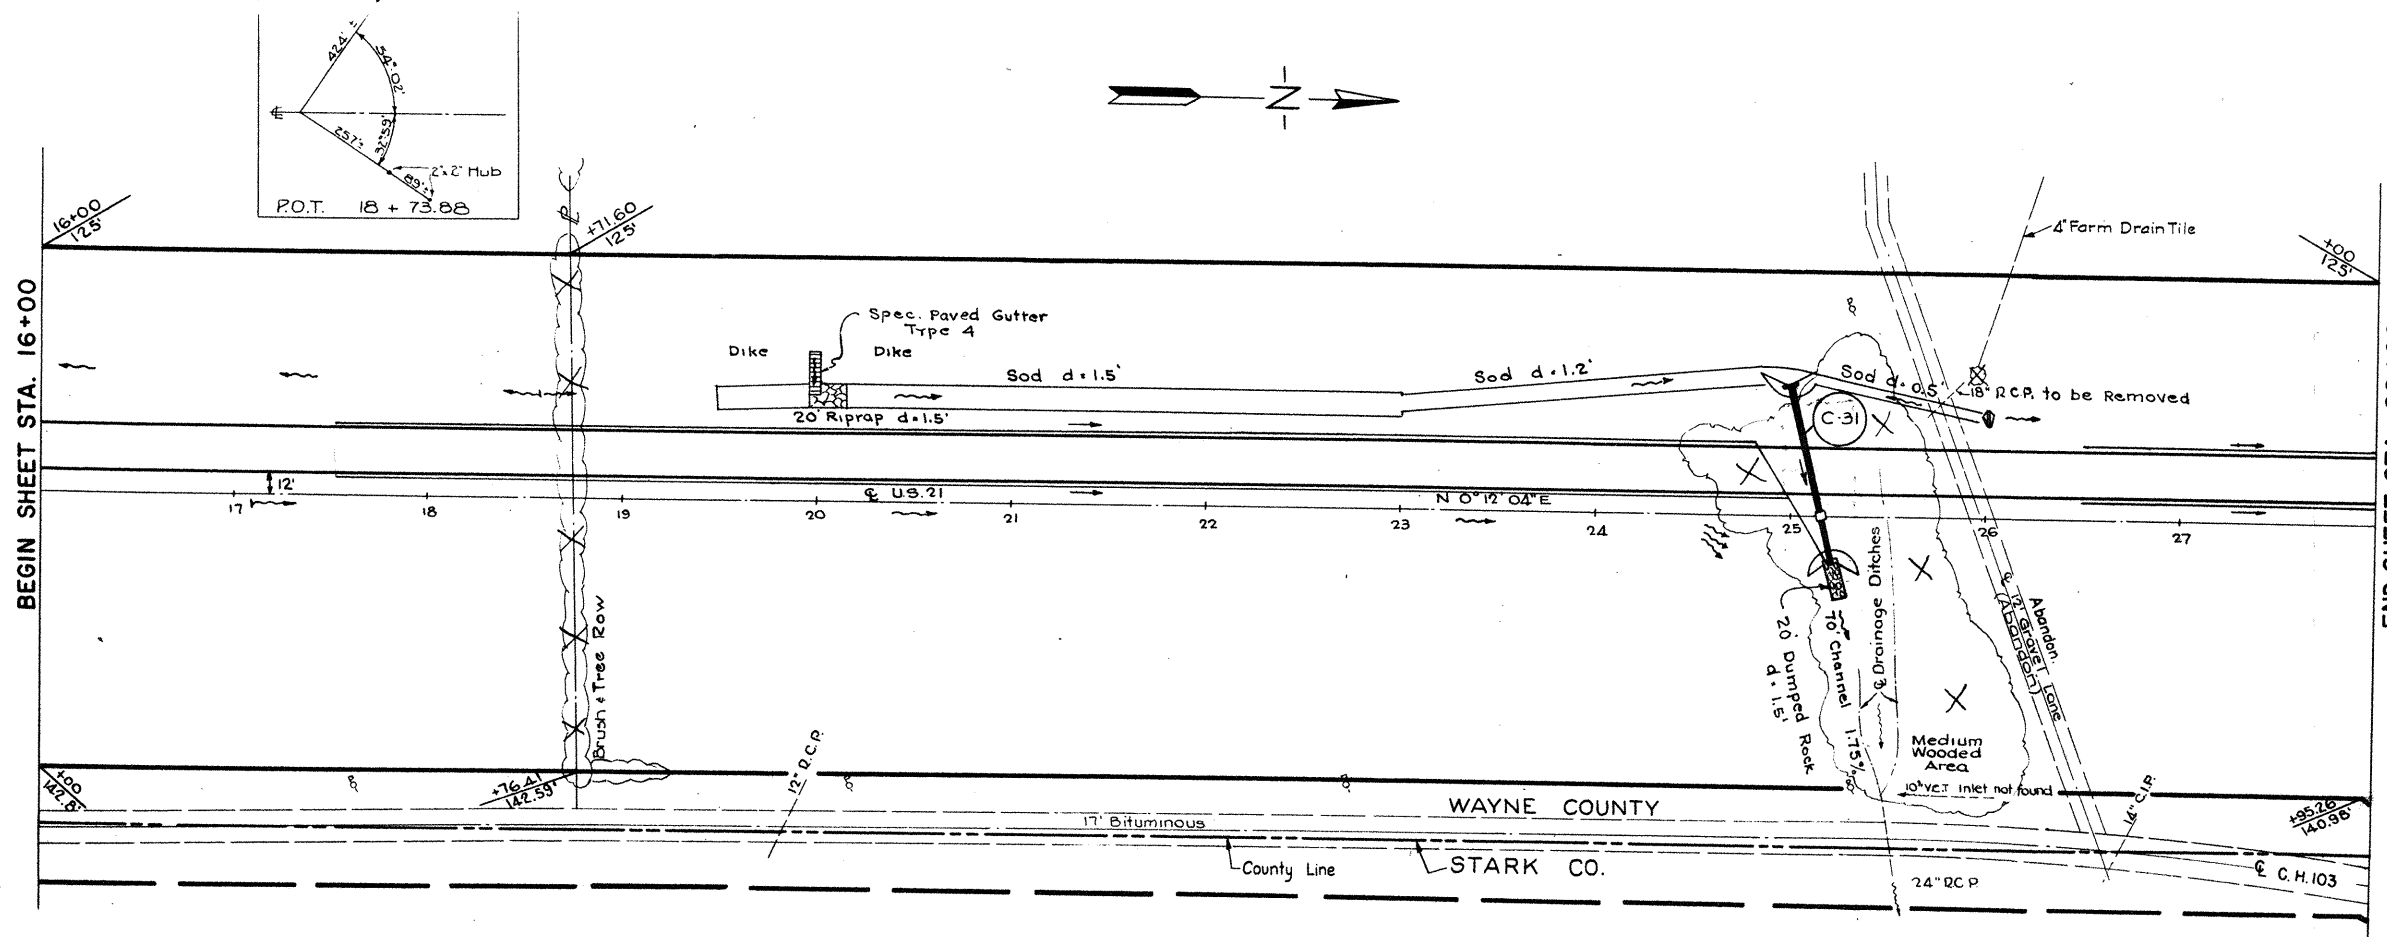 424'
54°-02'
32°59'
257'±
89'±
2"x2" Hub
P.O.T. 18 + 73.88
N
BEGIN SHEET STA. 16+00
16+00
125'
+71.60
125'
4" Farm Drain Tile
+00
125'
Spec. Paved Gutter
Type 4
Dike
Dike
Sod d=1.5'
Sod d=1.2'
Sod d=0.5'
18" R.C.P. to be Removed
20' Riprap d=1.5'
C-31
12'
℄ U.S. 21
N 0°12'04"E
17
18
19
20
21
22
23
24
25
26
27
Brush & Tree Row
Drainage Ditches
70' Channel 1.75%
20' Dumped Rock
d=1.5'
Abandon.
℄ 12' Gravel Lane
(Abandon)
Medium
Wooded
Area
10" V.C.T. Inlet not found
+00
142.8'
+76.41
142.59'
12" R.C.P.
14" C.I.P.
+95.26
140.98'
WAYNE COUNTY
17' Bituminous
County Line
STARK CO.
24" R.C.P.
℄ C.H. 103